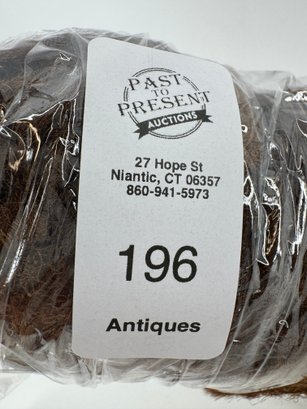 PAST
TO
PRESENT
AUCTIONS
27 Hope St
Niantic, CT 06357
860-941-5973
196
Antiques